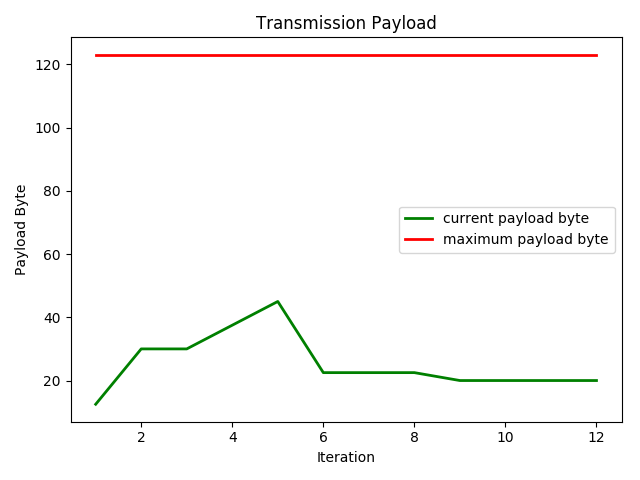 Transmission Payload
Payload Byte
120
100
80
60
40
20
current payload byte
maximum payload byte
2
4
6
8
10
12
Iteration